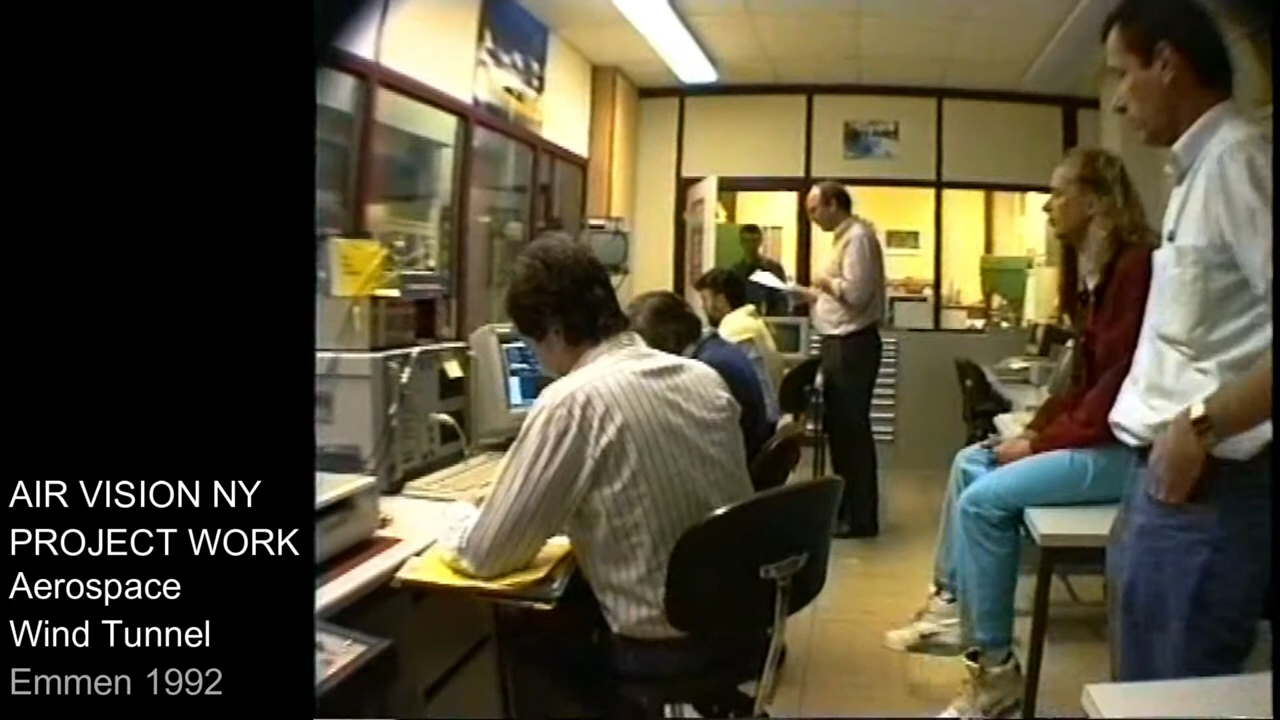 AIR VISION NY
PROJECT WORK
Aerospace
Wind Tunnel
Emmen 1992